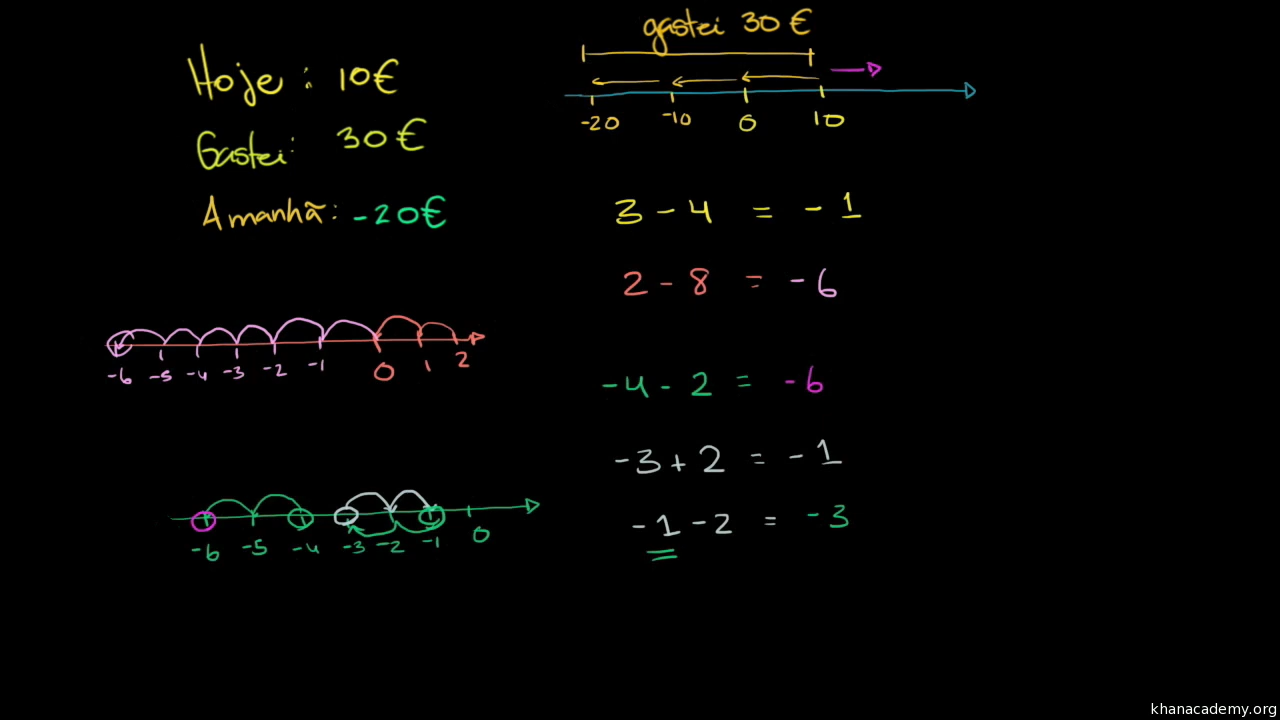 Hoje : 10€
Gastei: 30€
Amanhã: -20€
gastei 30€
-20 -10 0 10
3 - 4 = - 1
2 - 8 = - 6
-6 -5 -4 -3 -2 -1 0 1 2
-4 - 2 = - 6
-3 + 2 = - 1
-1 - 2 = - 3
-6 -5 -4 -3 -2 -1 0
khanacademy.org